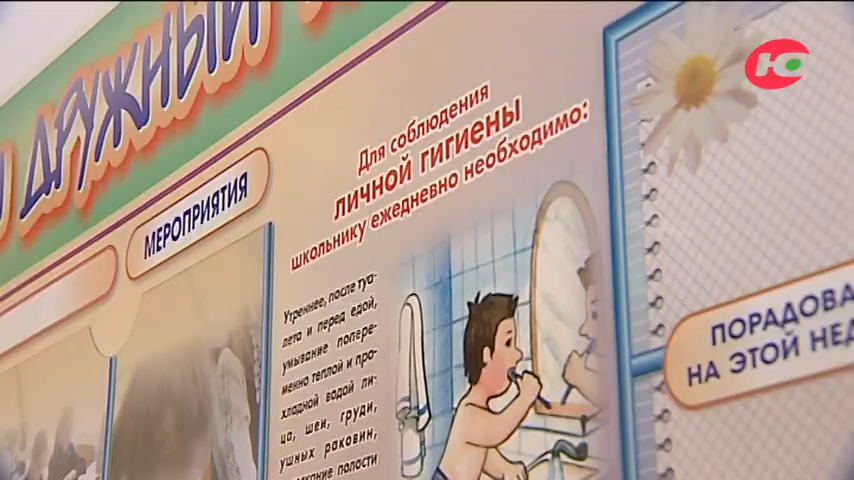 ДРУЖНЫЙ
МЕРОПРИЯТИЯ
Для соблюдения
личной гигиены
школьнику ежедневно необходимо:
Утреннее, после туа-
лета и перед едой,
умывание попере-
менно теплой и про-
хладной водой ли-
ца, шеи, груди,
ушных раковин,
полости
Ю
ПОРАДОВА
НА ЭТОЙ НЕД